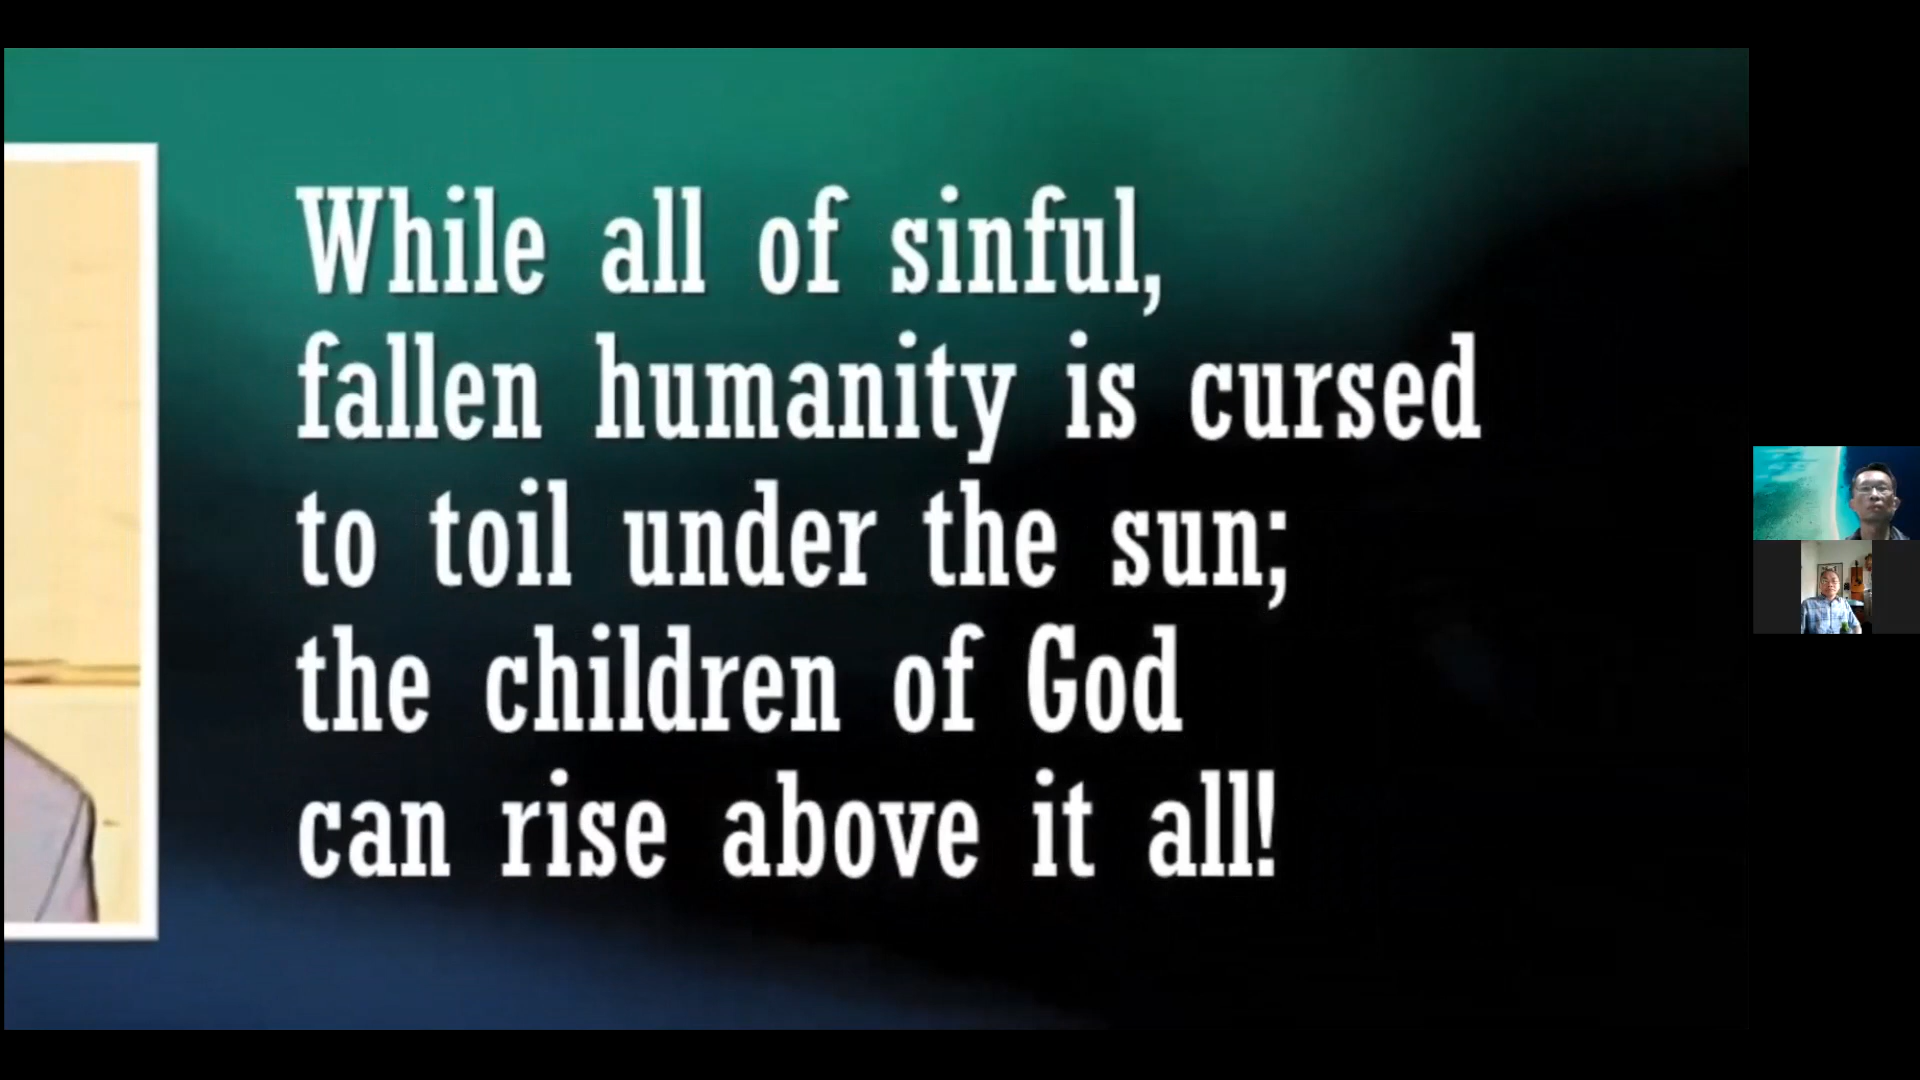 While all of sinful,
fallen humanity is cursed
to toil under the sun;
the children of God
can rise above it all!